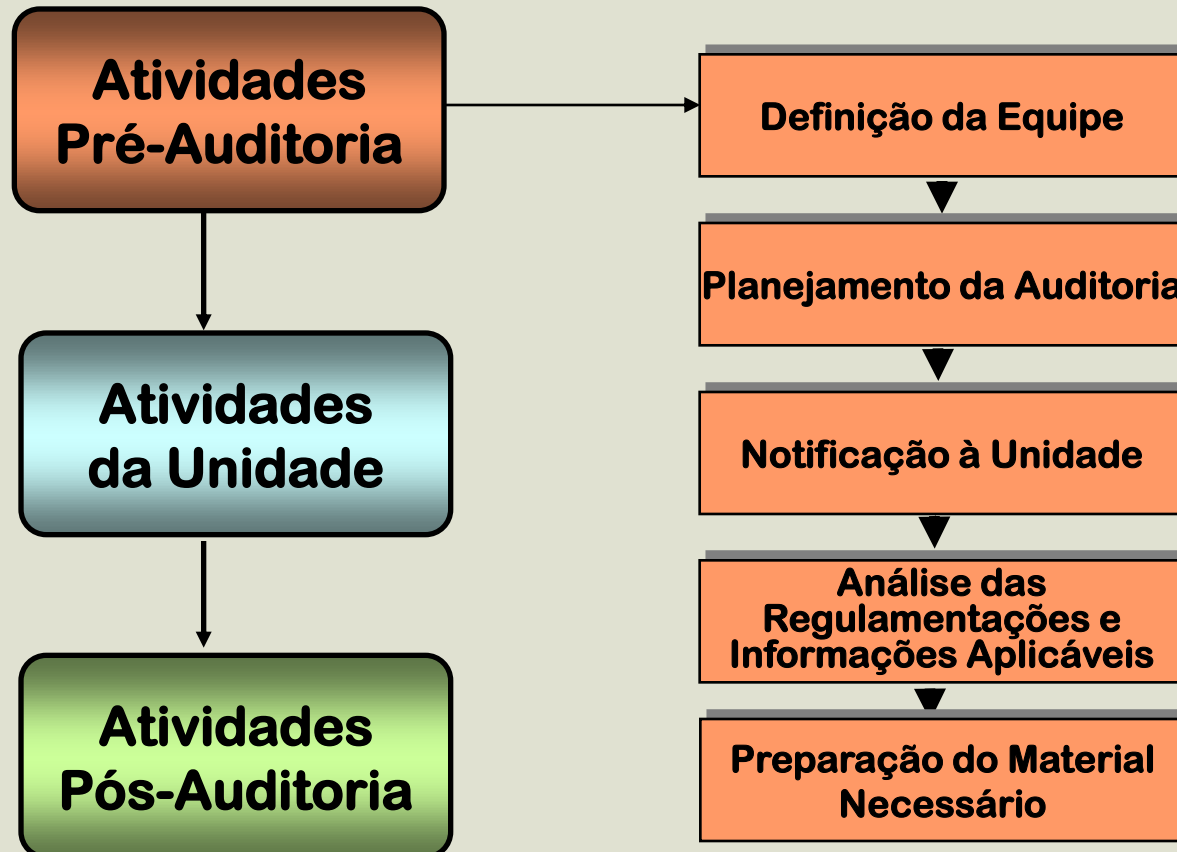 Atividades
Pré-Auditoria
Atividades
da Unidade
Atividades
Pós-Auditoria
Definição da Equipe
Planejamento da Auditoria
Notificação à Unidade
Análise das
Regulamentações e
Informações Aplicáveis
Preparação do Material
Necessário